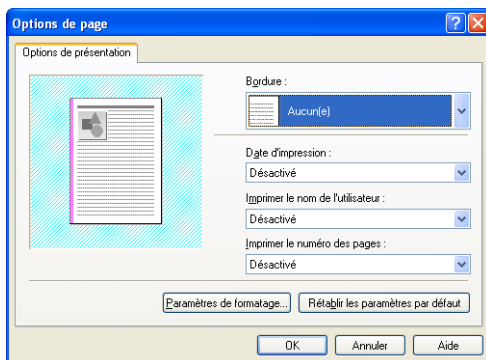 Options de page
Options de présentation
Bordure :
Aucun(e)
Date d'impression :
Désactivé
Imprimer le nom de l'utilisateur :
Désactivé
Imprimer le numéro des pages :
Désactivé
Paramètres de formatage... Rétablir les paramètres par défaut
OK Annuler Aide